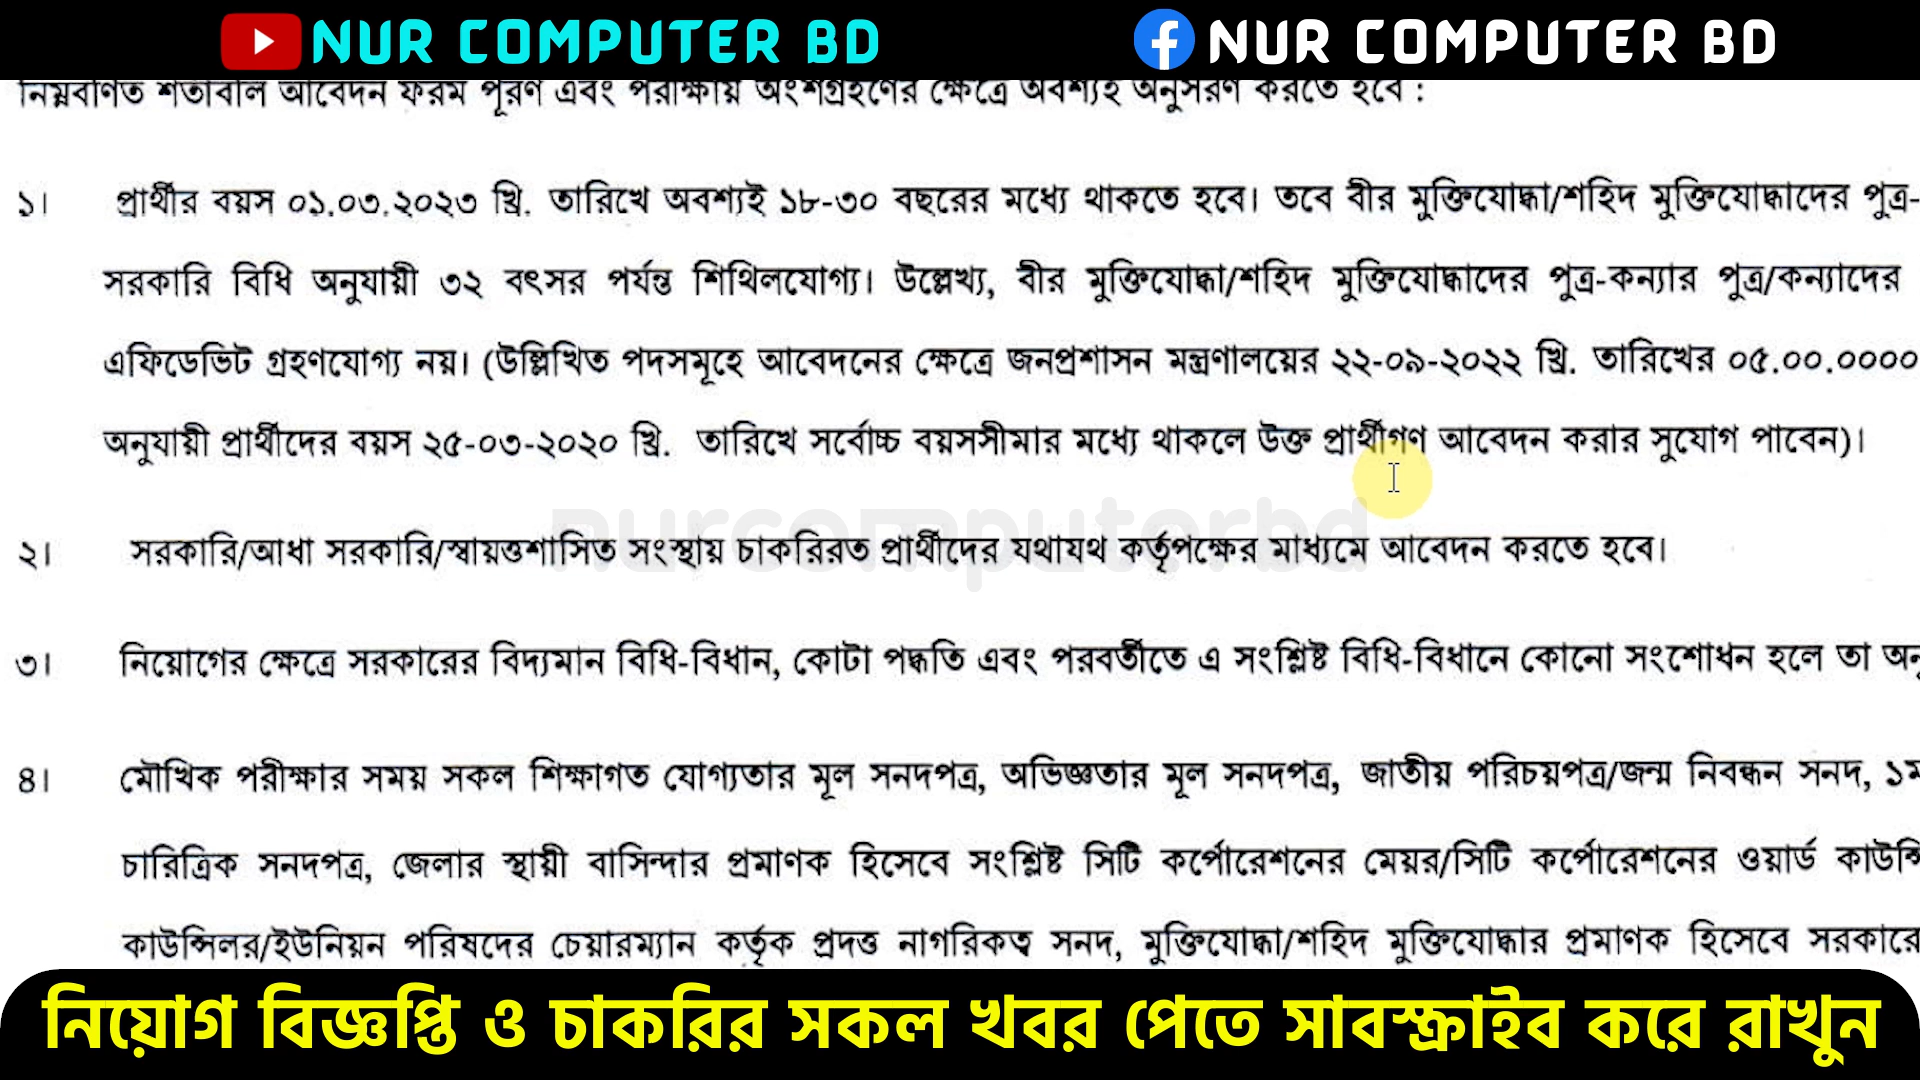 NUR COMPUTER BD NUR COMPUTER BD
নিম্নবর্ণিত শর্তাবলি আবেদন ফরম পূরণ এবং পরীক্ষায় অংশগ্রহণের ক্ষেত্রে অবশ্যই অনুসরণ করতে হবে :
১। প্রার্থীর বয়স ০১.০৩.২০২৩ খ্রি. তারিখে অবশ্যই ১৮-৩০ বছরের মধ্যে থাকতে হবে। তবে বীর মুক্তিযোদ্ধা/শহিদ মুক্তিযোদ্ধাদের পুত্র-
সরকারি বিধি অনুযায়ী ৩২ বৎসর পর্যন্ত শিথিলযোগ্য। উল্লেখ্য, বীর মুক্তিযোদ্ধা/শহিদ মুক্তিযোদ্ধাদের পুত্র-কন্যার পুত্র/কন্যাদের
এফিডেভিট গ্রহণযোগ্য নয়। (উল্লিখিত পদসমূহে আবেদনের ক্ষেত্রে জনপ্রশাসন মন্ত্রণালয়ের ২২-০৯-২০২২ খ্রি. তারিখের ০৫.০০.০০০০
অনুযায়ী প্রার্থীদের বয়স ২৫-০৩-২০২০ খ্রি. তারিখে সর্বোচ্চ বয়সসীমার মধ্যে থাকলে উক্ত প্রার্থীগণ আবেদন করার সুযোগ পাবেন)।
nurcomputerbd
২। সরকারি/আধা সরকারি/স্বায়ত্তশাসিত সংস্থায় চাকরিরত প্রার্থীদের যথাযথ কর্তৃপক্ষের মাধ্যমে আবেদন করতে হবে।
৩। নিয়োগের ক্ষেত্রে সরকারের বিদ্যমান বিধি-বিধান, কোটা পদ্ধতি এবং পরবর্তীতে এ সংশ্লিষ্ট বিধি-বিধানে কোনো সংশোধন হলে তা
৪। মৌখিক পরীক্ষার সময় সকল শিক্ষাগত যোগ্যতার মূল সনদপত্র, অভিজ্ঞতার মূল সনদপত্র, জাতীয় পরিচয়পত্র/জন্ম নিবন্ধন সনদ, ১ম
চারিত্রিক সনদপত্র, জেলার স্থায়ী বাসিন্দার প্রমাণক হিসেবে সংশ্লিষ্ট সিটি কর্পোরেশনের মেয়র/সিটি কর্পোরেশনের ওয়ার্ড
কাউন্সিলর/ইউনিয়ন পরিষদের চেয়ারম্যান কর্তৃক প্রদত্ত নাগরিকত্ব সনদ, মুক্তিযোদ্ধা/শহিদ মুক্তিযোদ্ধার প্রমাণক হিসেবে সরকারে
নিয়োগ বিজ্ঞপ্তি ও চাকরির সকল খবর পেতে সাবস্ক্রাইব করে রাখুন